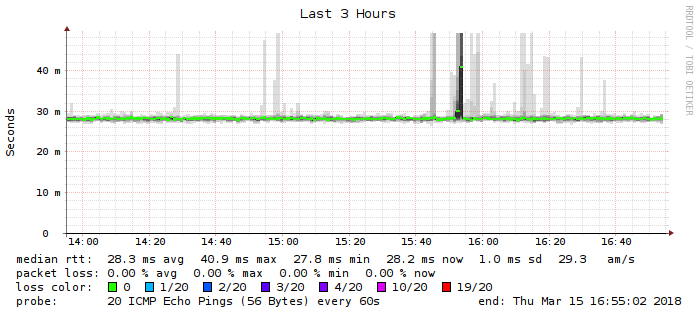 Last 3 Hours
RRDTOOL / TOBI OETIKER
Seconds
40 m
30 m
20 m
10 m
0
14:00 14:20 14:40 15:00 15:20 15:40 16:00 16:20 16:40
median rtt: 28.3 ms avg 40.9 ms max 27.8 ms min 28.2 ms now 1.0 ms sd 29.3 am/s
packet loss: 0.00 % avg 0.00 % max 0.00 % min 0.00 % now
loss color: 0 1/20 2/20 3/20 4/20 10/20 19/20
probe: 20 ICMP Echo Pings (56 Bytes) every 60s end: Thu Mar 15 16:55:02 2018